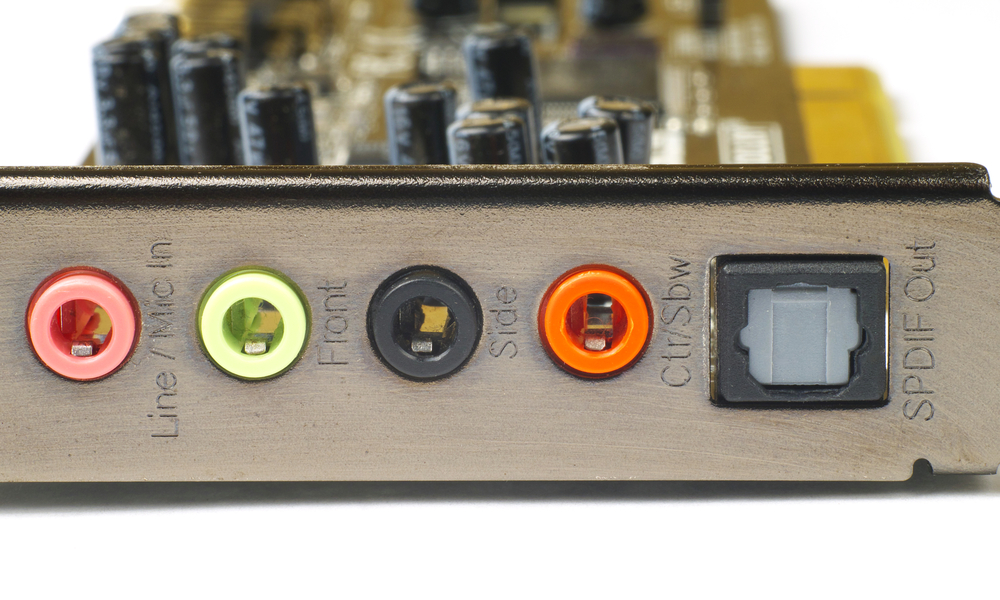 Line / Mic In
Front
Side
Ctr/Sbw
SPDIF Out